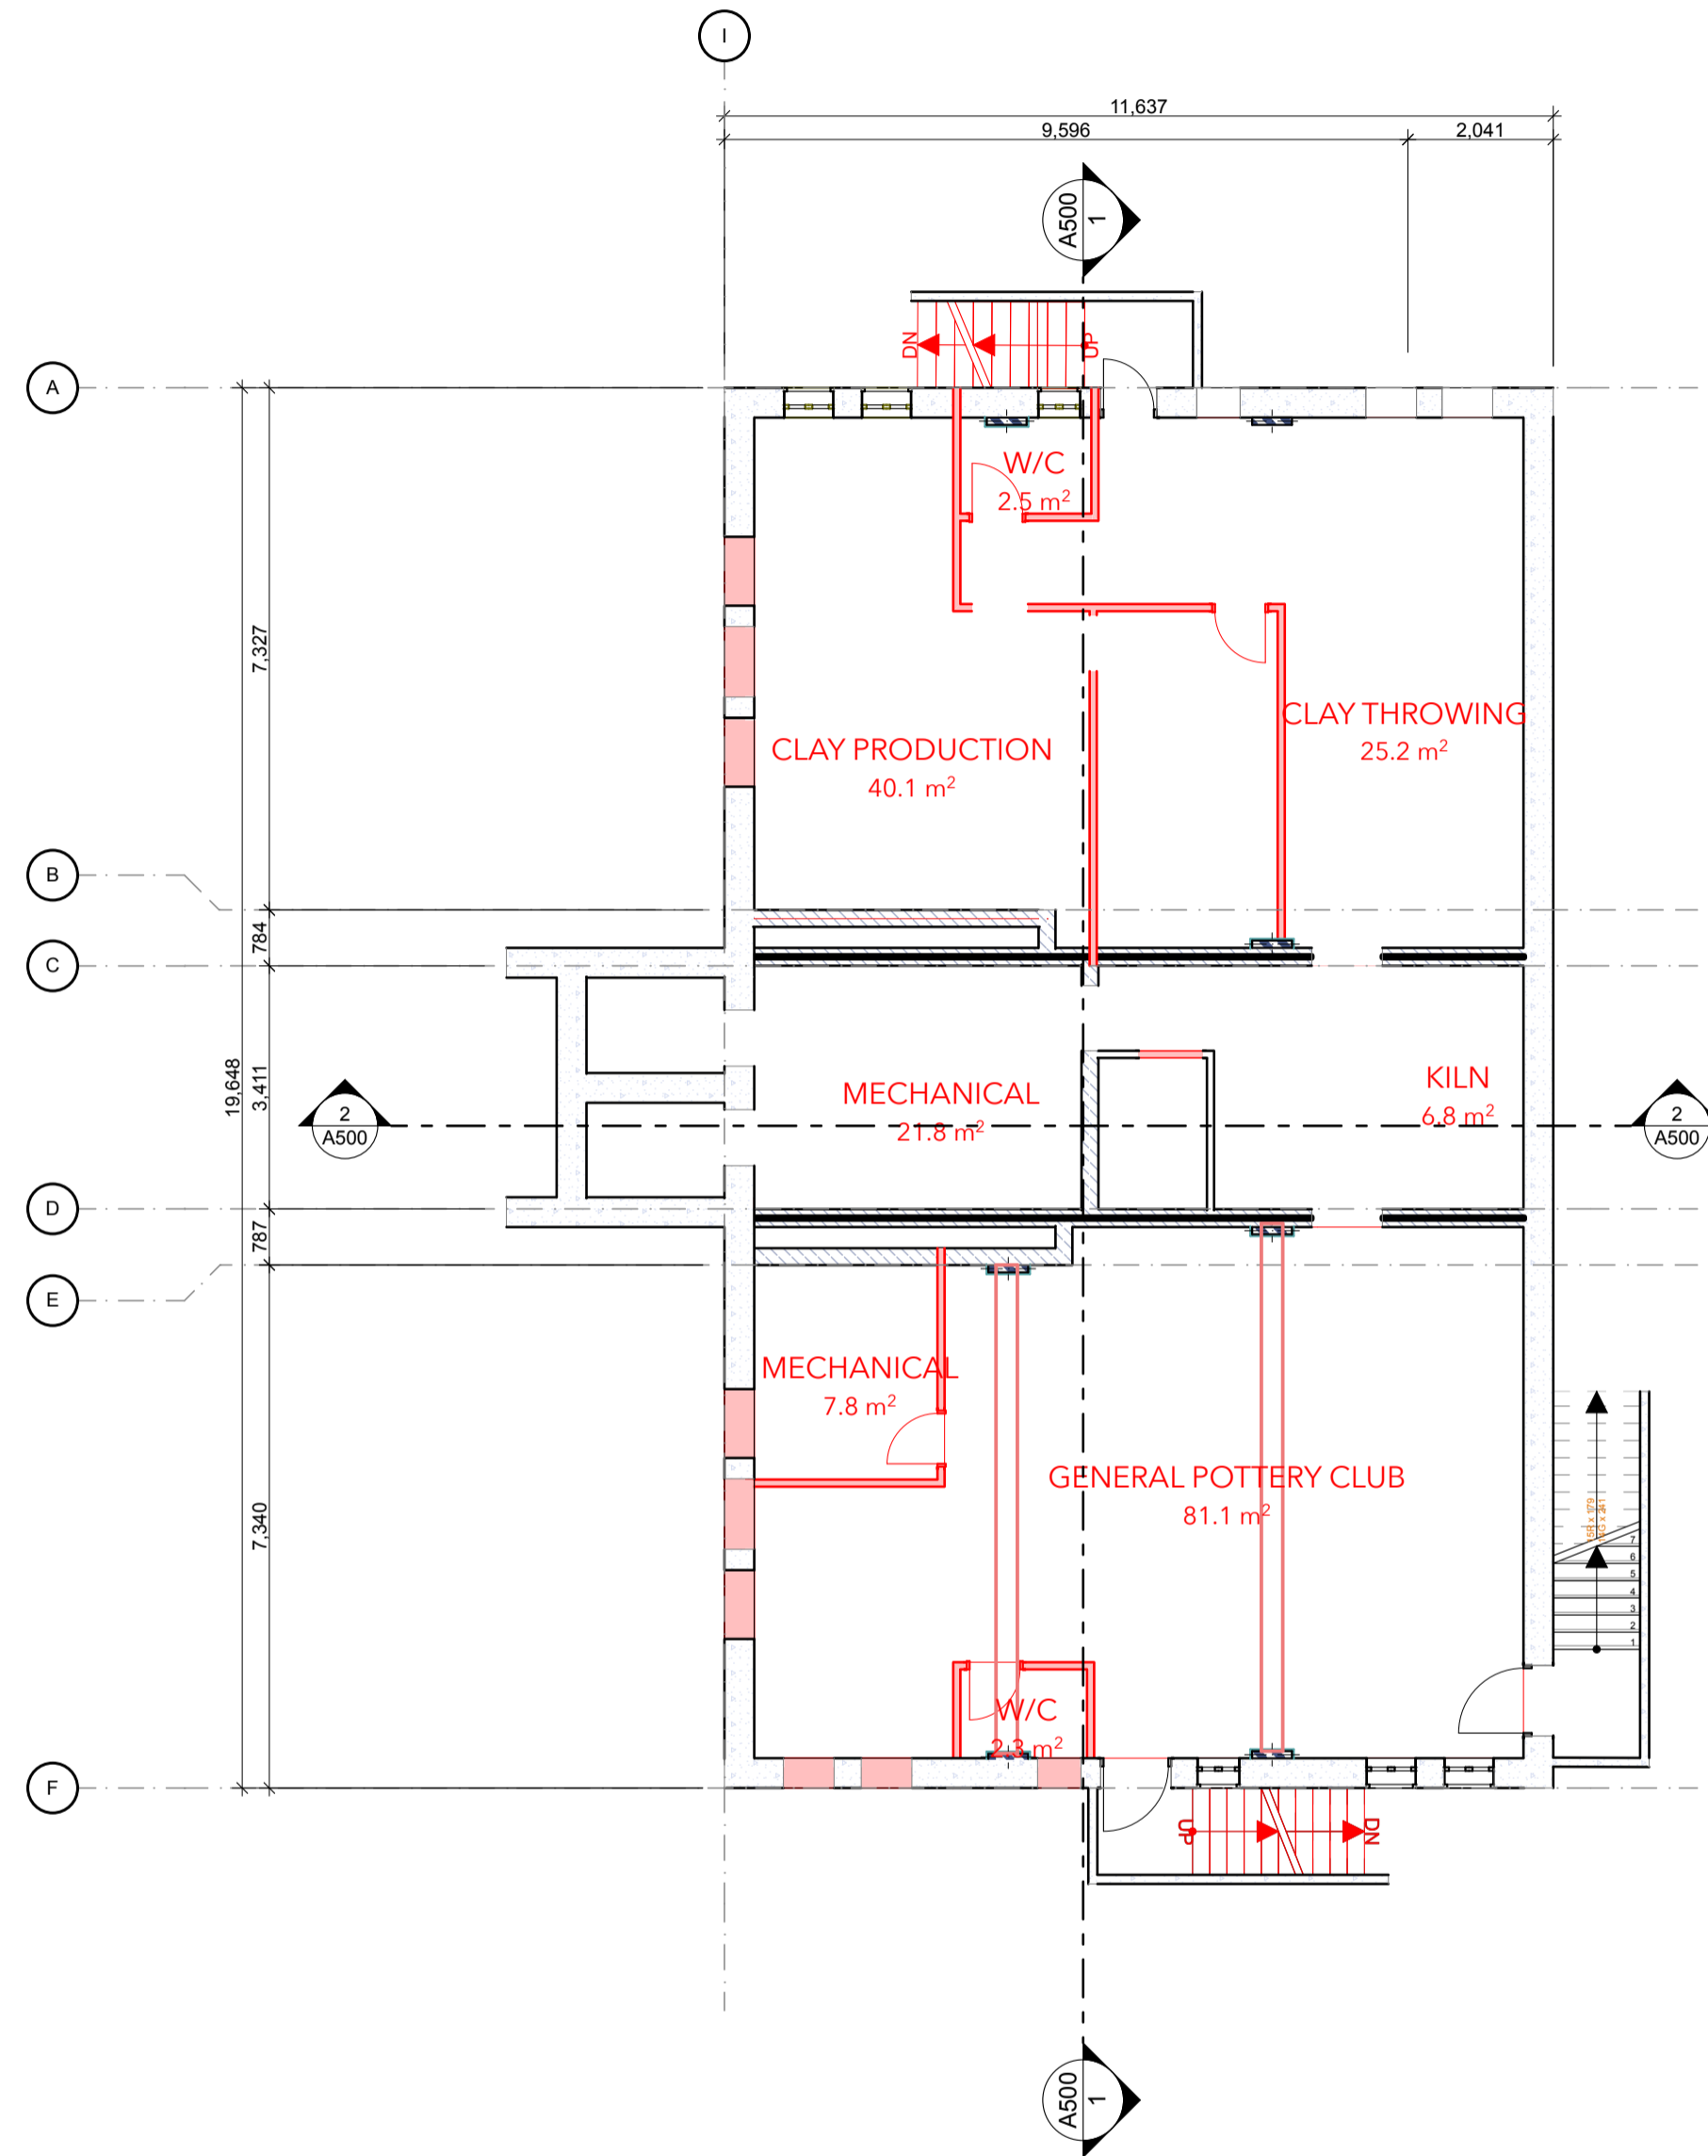 I
11,637
9,596
2,041
A500
1
DN
UP
A
W/C
2.5 m²
7,327
CLAY THROWING
25.2 m²
CLAY PRODUCTION
40.1 m²
B
784
C
19,648
3,411
MECHANICAL
21.8 m²
KILN
6.8 m²
2
A500
2
A500
D
787
E
MECHANICAL
7.8 m²
GENERAL POTTERY CLUB
81.1 m²
7,340
7
6
5
4
3
2
1
W/C
2.3 m²
F
UP
DN
A500
1